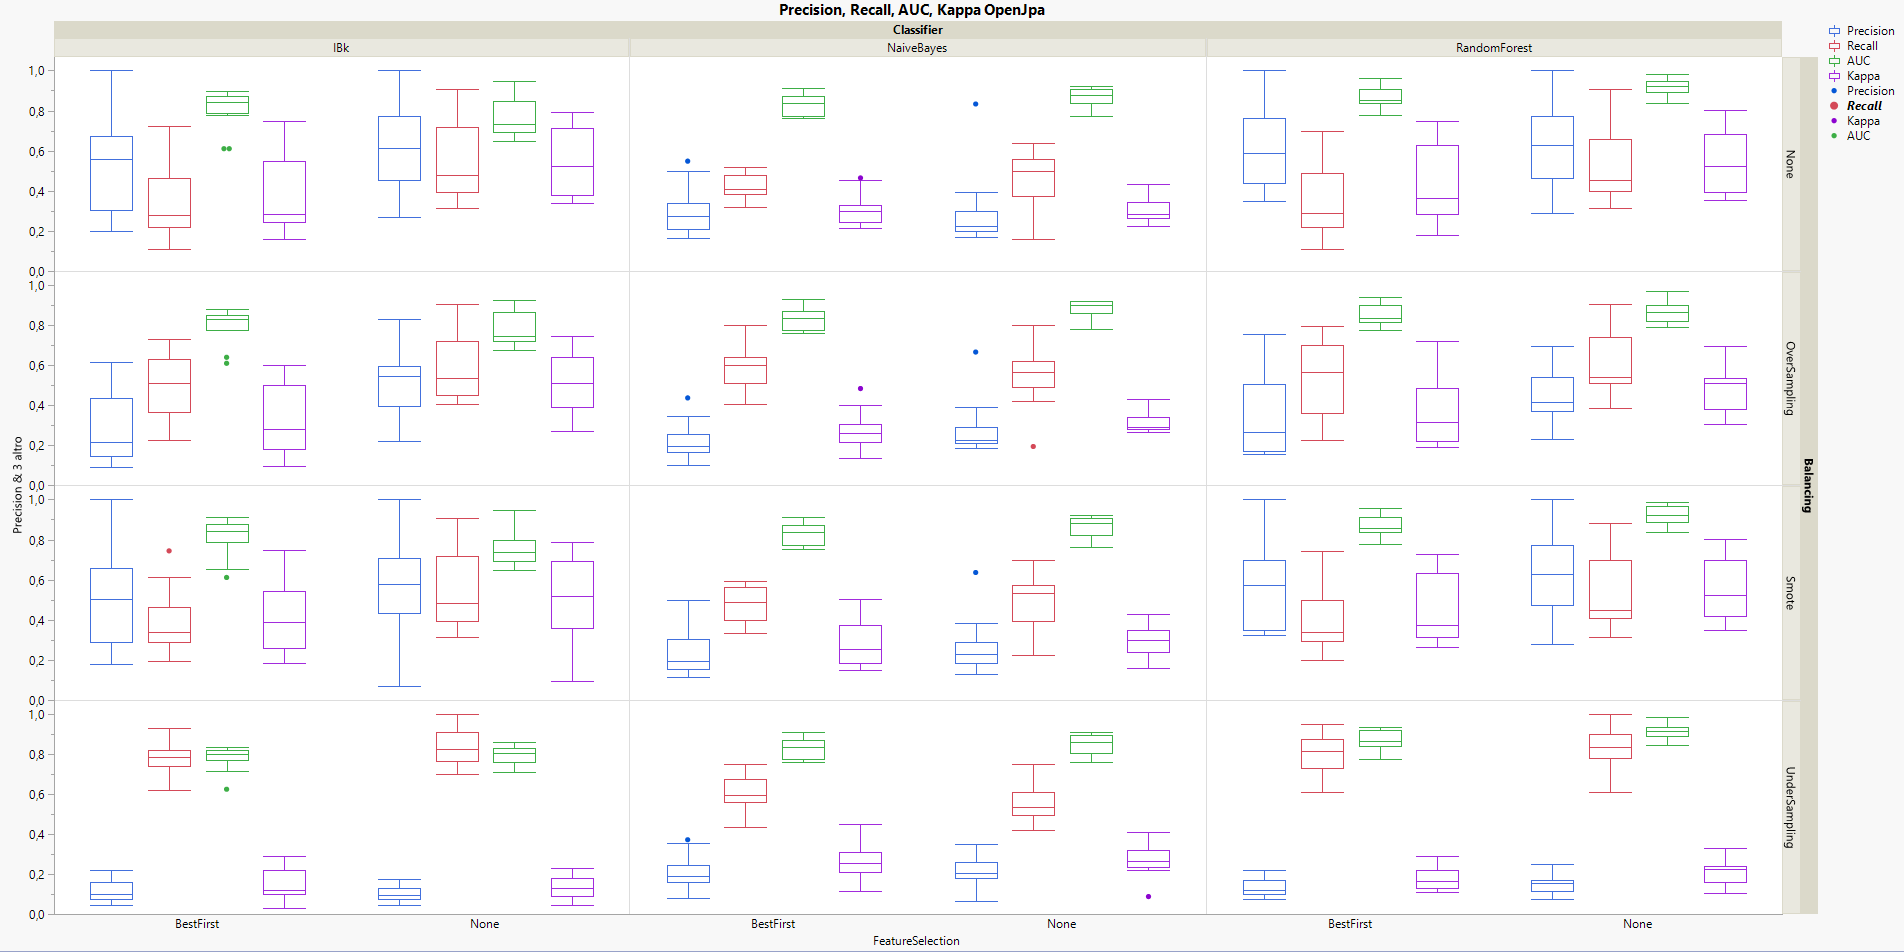 Precision, Recall, AUC, Kappa OpenJpa
Classifier
IBk NaiveBayes RandomForest
Precision
Recall
AUC
Kappa
Precision
Recall
Kappa
AUC
Precision & 3 altro
1,0
0,8
0,6
0,4
0,2
0,0
None
1,0
0,8
0,6
0,4
0,2
0,0
OverSampling
1,0
0,8
0,6
0,4
0,2
0,0
Smote
1,0
0,8
0,6
0,4
0,2
0,0
UnderSampling
Balancing
BestFirst None BestFirst None BestFirst None
FeatureSelection